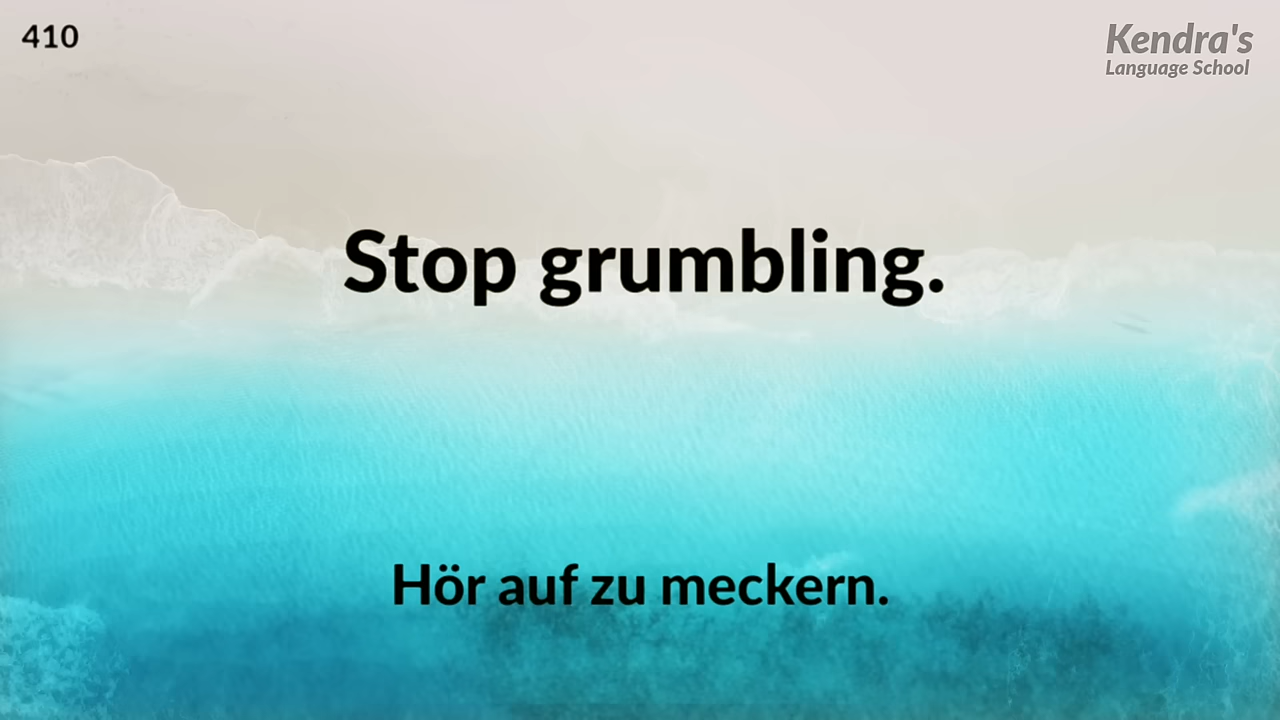 410
Kendra's
Language School
Stop grumbling.
Hör auf zu meckern.